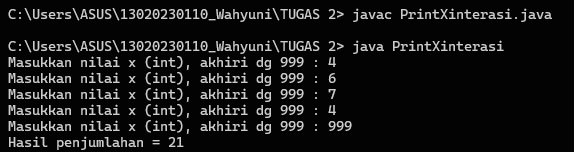 C:\Users\ASUS\13020230110_Wahyuni\TUGAS 2> javac PrintXinterasi.java
C:\Users\ASUS\13020230110_Wahyuni\TUGAS 2> java PrintXinterasi
Masukkan nilai x (int), akhiri dg 999 : 4
Masukkan nilai x (int), akhiri dg 999 : 6
Masukkan nilai x (int), akhiri dg 999 : 7
Masukkan nilai x (int), akhiri dg 999 : 4
Masukkan nilai x (int), akhiri dg 999 : 999
Hasil penjumlahan = 21